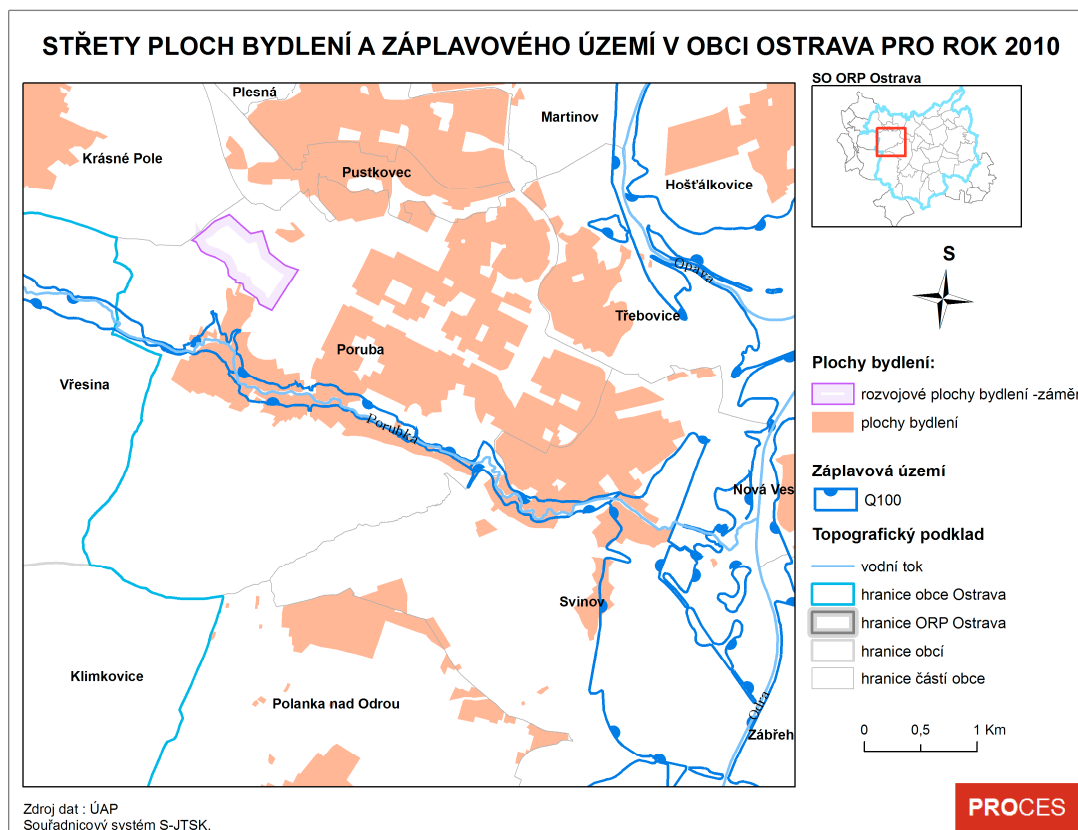 STŘETY PLOCH BYDLENÍ A ZÁPLAVOVÉHO ÚZEMÍ V OBCI OSTRAVA PRO ROK 2010
SO ORP Ostrava
Plesná
Martinov
Krásné Pole
Pustkovec
Hošťálkovice
Opava
Třebovice
Poruba
Vřesina
Porubka
Nová Ves
Svinov
Klimkovice
Polanka nad Odrou
Odra
Zábřeh
S
Plochy bydlení:
rozvojové plochy bydlení -záměr
plochy bydlení
Záplavová území
Q100
Topografický podklad
vodní tok
hranice obce Ostrava
hranice ORP Ostrava
hranice obcí
hranice částí obce
0 0,5 1 Km
Zdroj dat : ÚAP
Souřadnicový systém S-JTSK.
PROCES